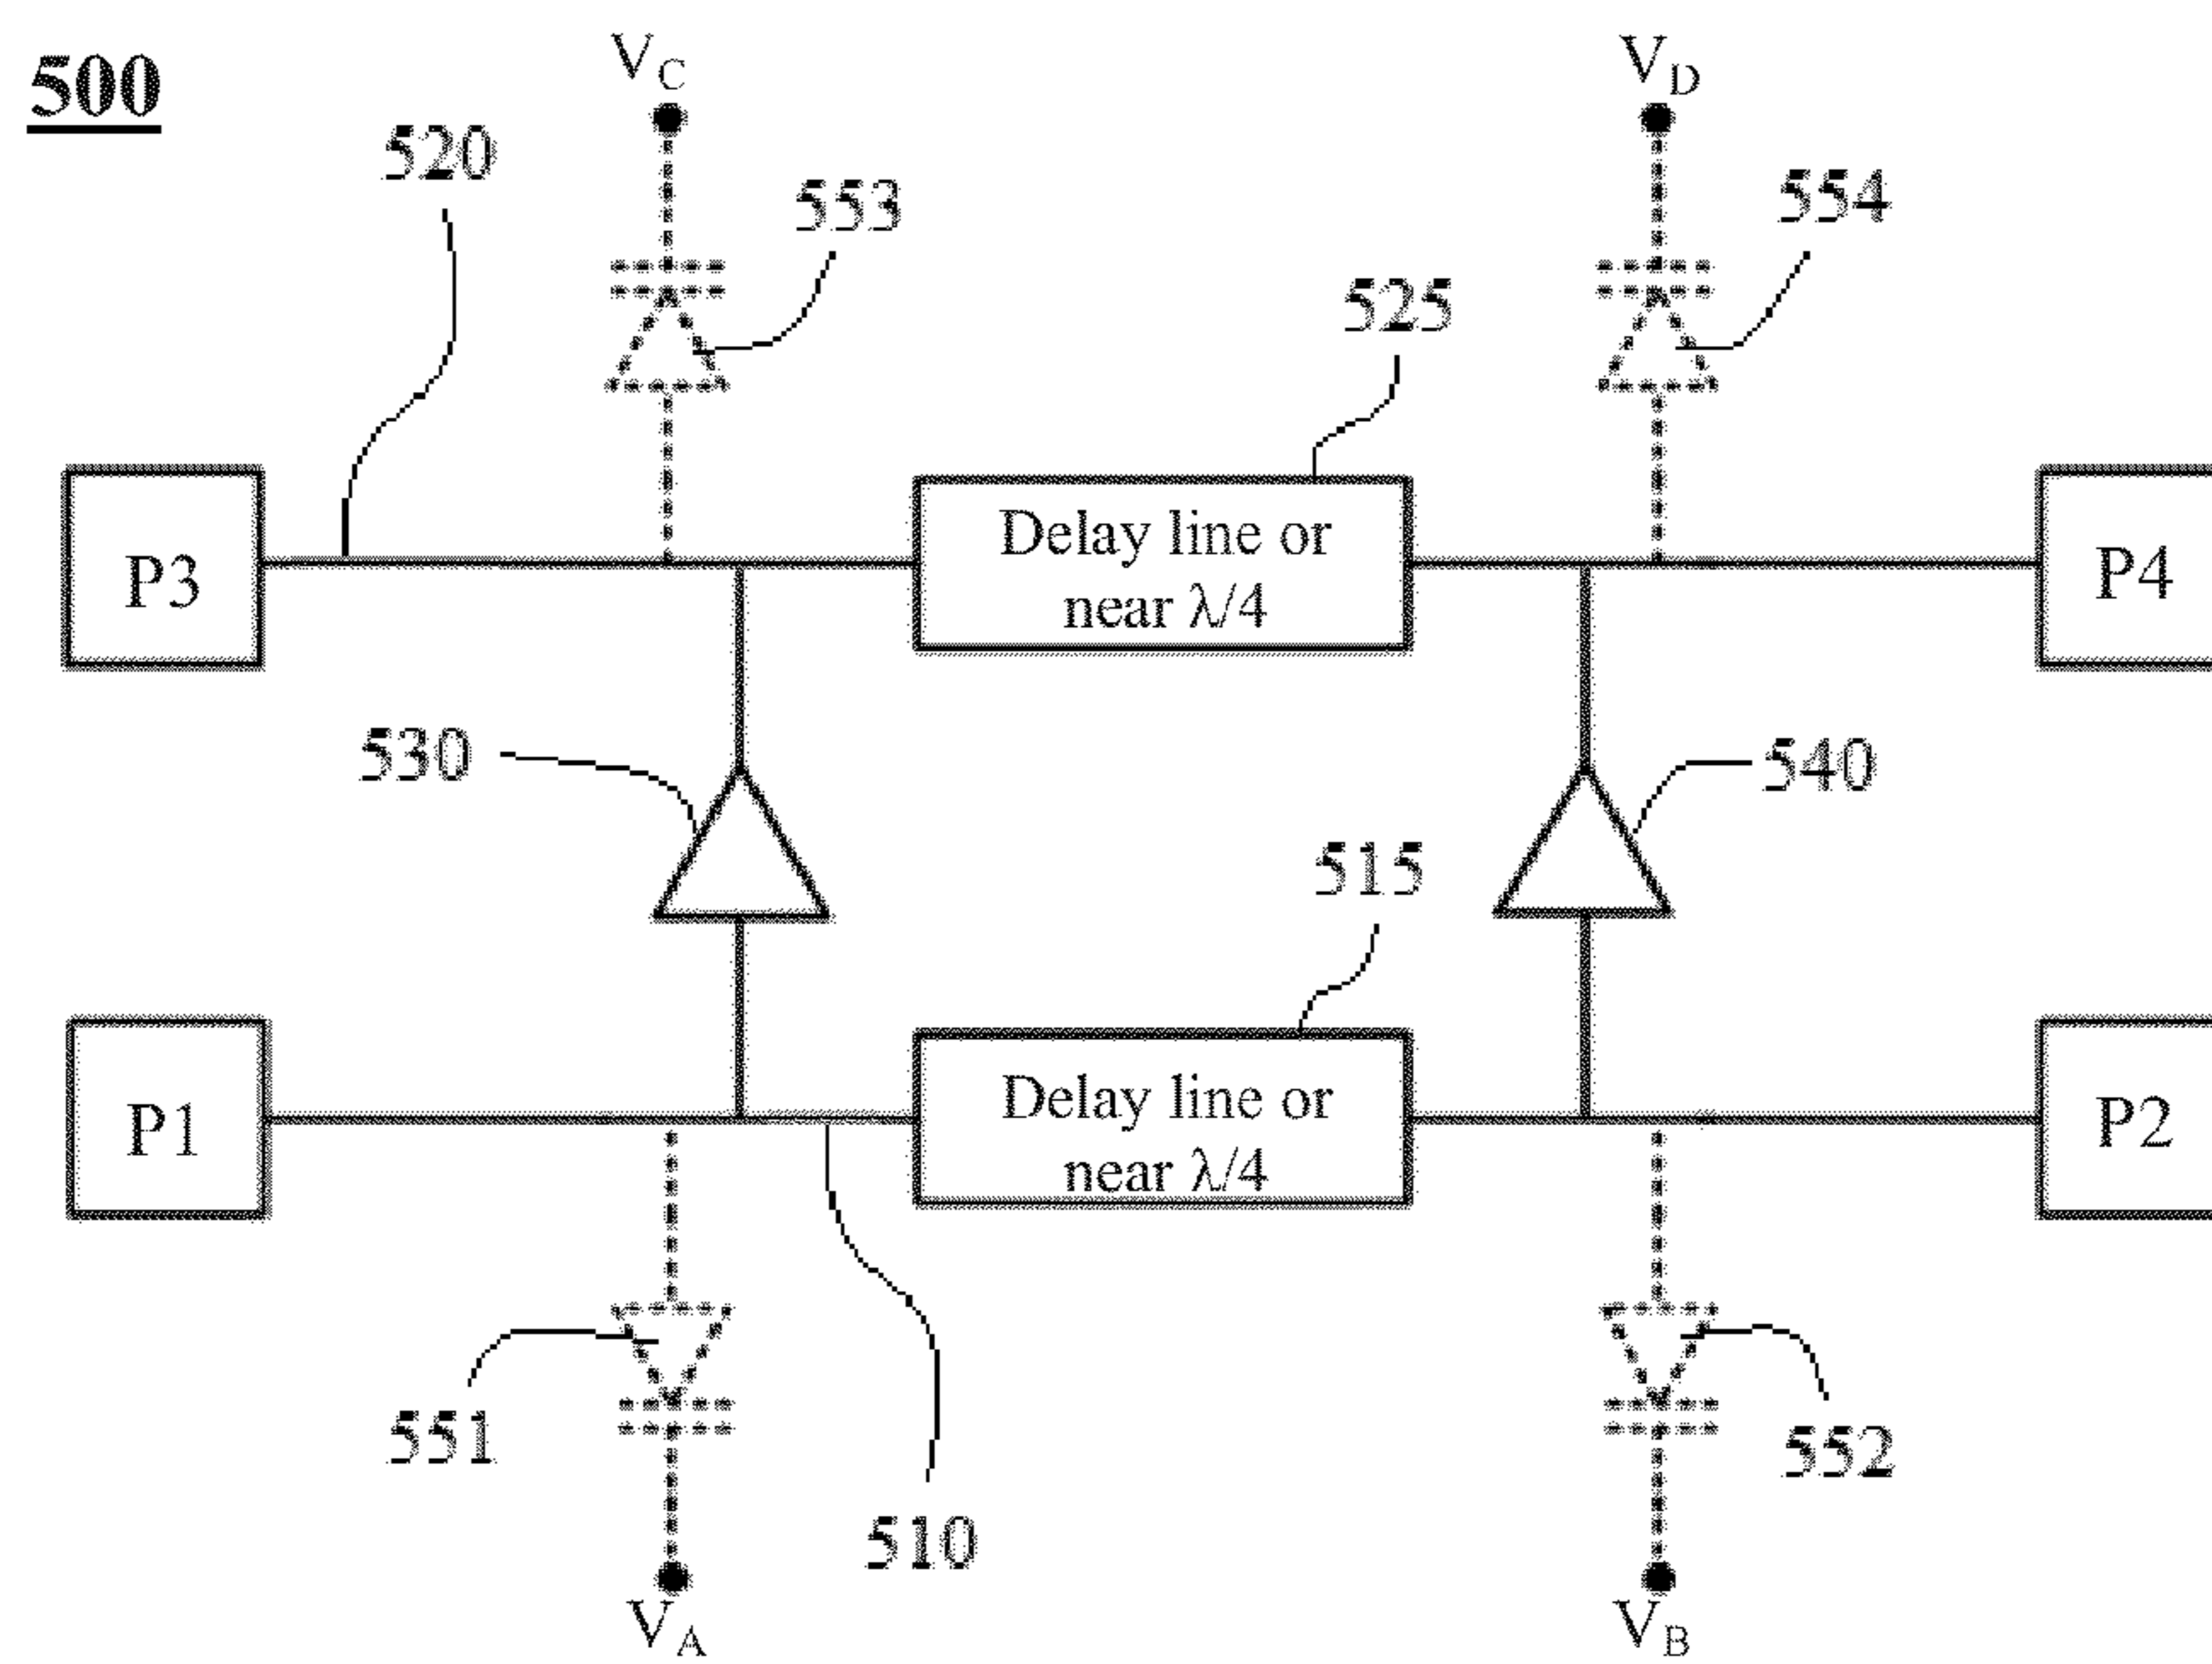 500
V_C
V_D
520
553
554
525
P3
Delay line or
near λ/4
P4
530
540
515
P1
Delay line or
near λ/4
P2
551
552
510
V_A
V_B